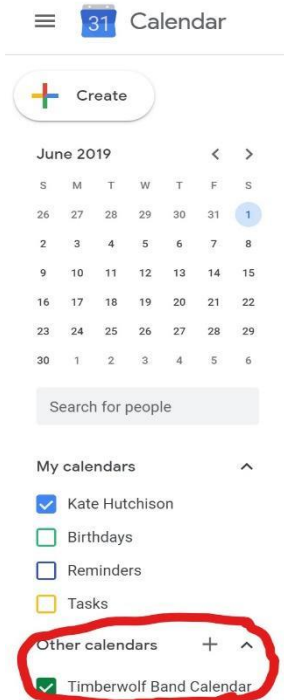 31 Calendar
Create
June 2019 < >
S M T W T F S
26 27 28 29 30 31 1
2 3 4 5 6 7 8
9 10 11 12 13 14 15
16 17 18 19 20 21 22
23 24 25 26 27 28 29
30 1 2 3 4 5 6
Search for people
My calendars
Kate Hutchison
Birthdays
Reminders
Tasks
Other calendars +
Timberwolf Band Calendar